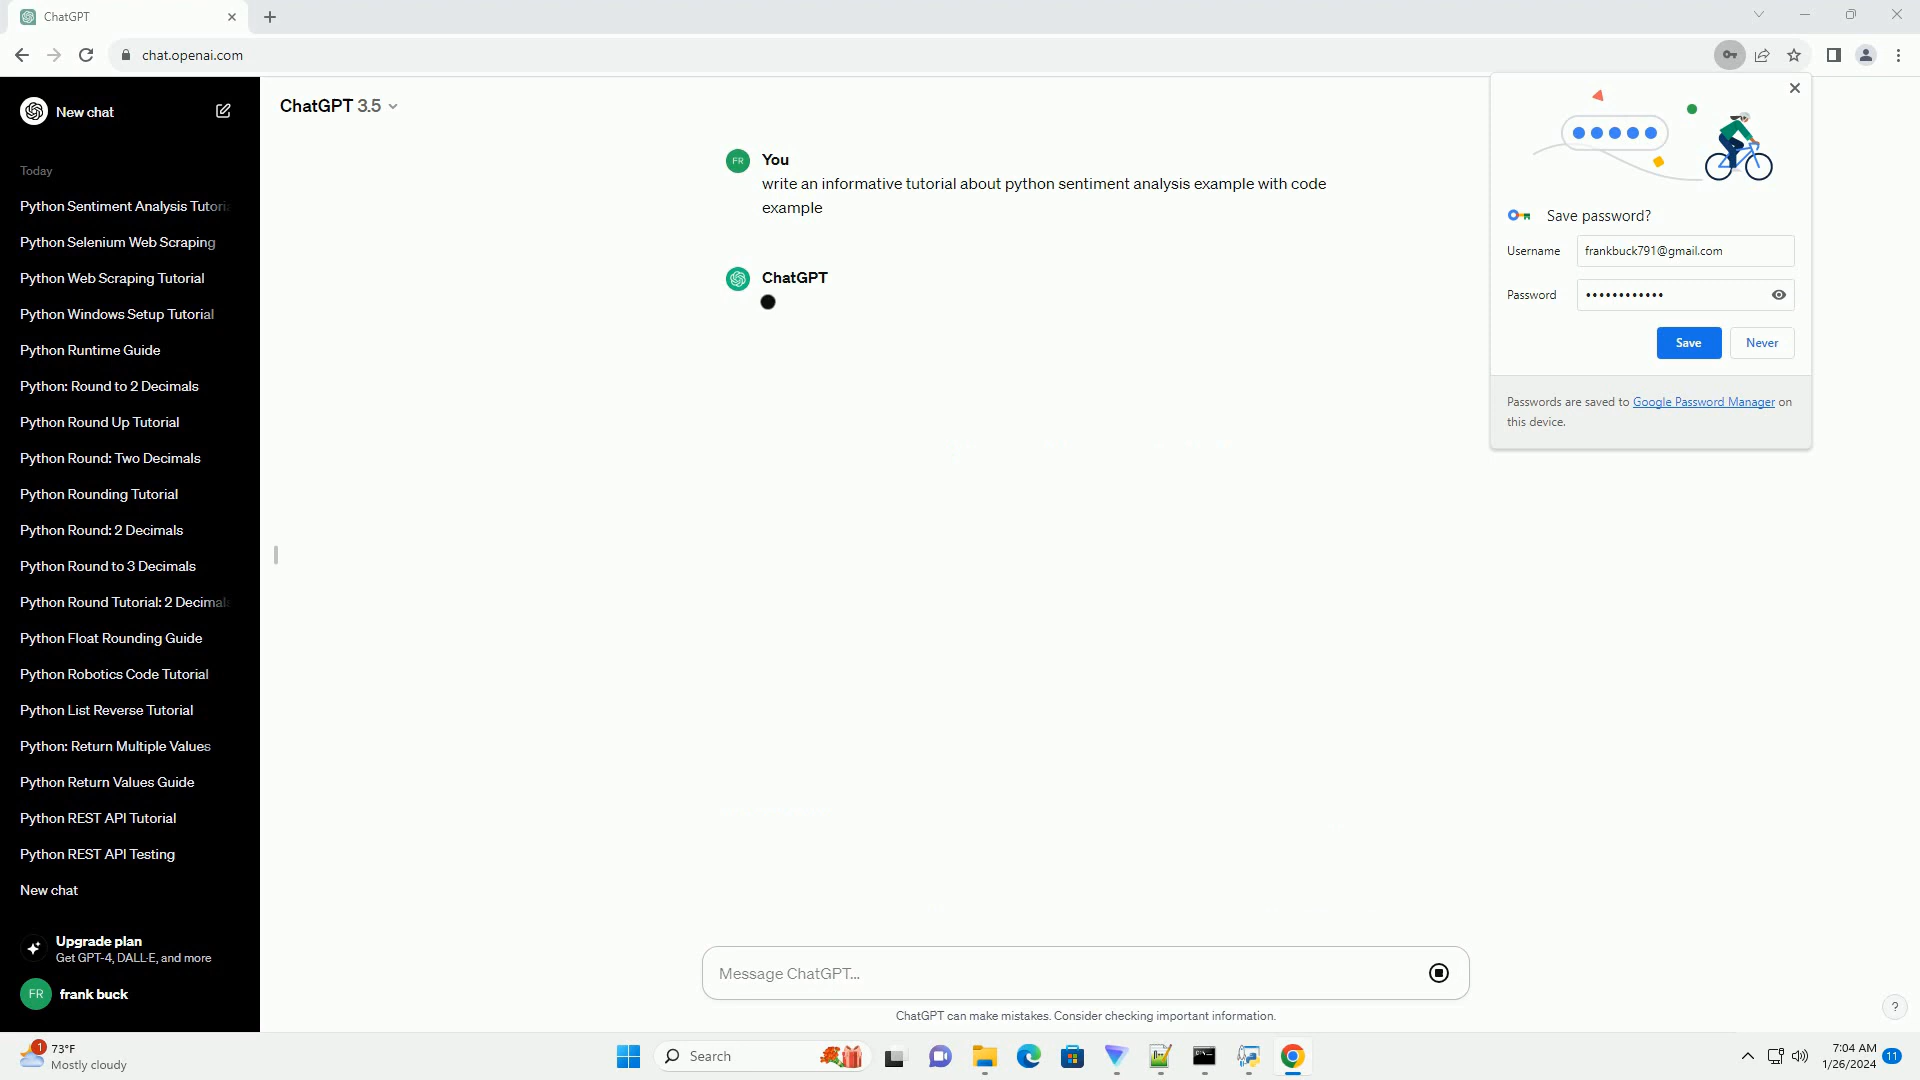 ChatGPT
chat.openai.com
New chat
Today
Python Sentiment Analysis Tutoria
Python Selenium Web Scraping
Python Web Scraping Tutorial
Python Windows Setup Tutorial
Python Runtime Guide
Python: Round to 2 Decimals
Python Round Up Tutorial
Python Round: Two Decimals
Python Rounding Tutorial
Python Round: 2 Decimals
Python Round to 3 Decimals
Python Round Tutorial: 2 Decimals
Python Float Rounding Guide
Python Robotics Code Tutorial
Python List Reverse Tutorial
Python: Return Multiple Values
Python Return Values Guide
Python REST API Tutorial
Python REST API Testing
New chat
Upgrade plan
Get GPT-4, DALL·E, and more
FR frank buck
ChatGPT 3.5
FR You
write an informative tutorial about python sentiment analysis example with code
example
ChatGPT
Message ChatGPT...
ChatGPT can make mistakes. Consider checking important information.
?
Save password?
Username frankbuck791@gmail.com
Password ••••••••••••
Save Never
Passwords are saved to Google Password Manager on
this device.
1
73°F
Mostly cloudy
Search
7:04 AM
1/26/2024
11